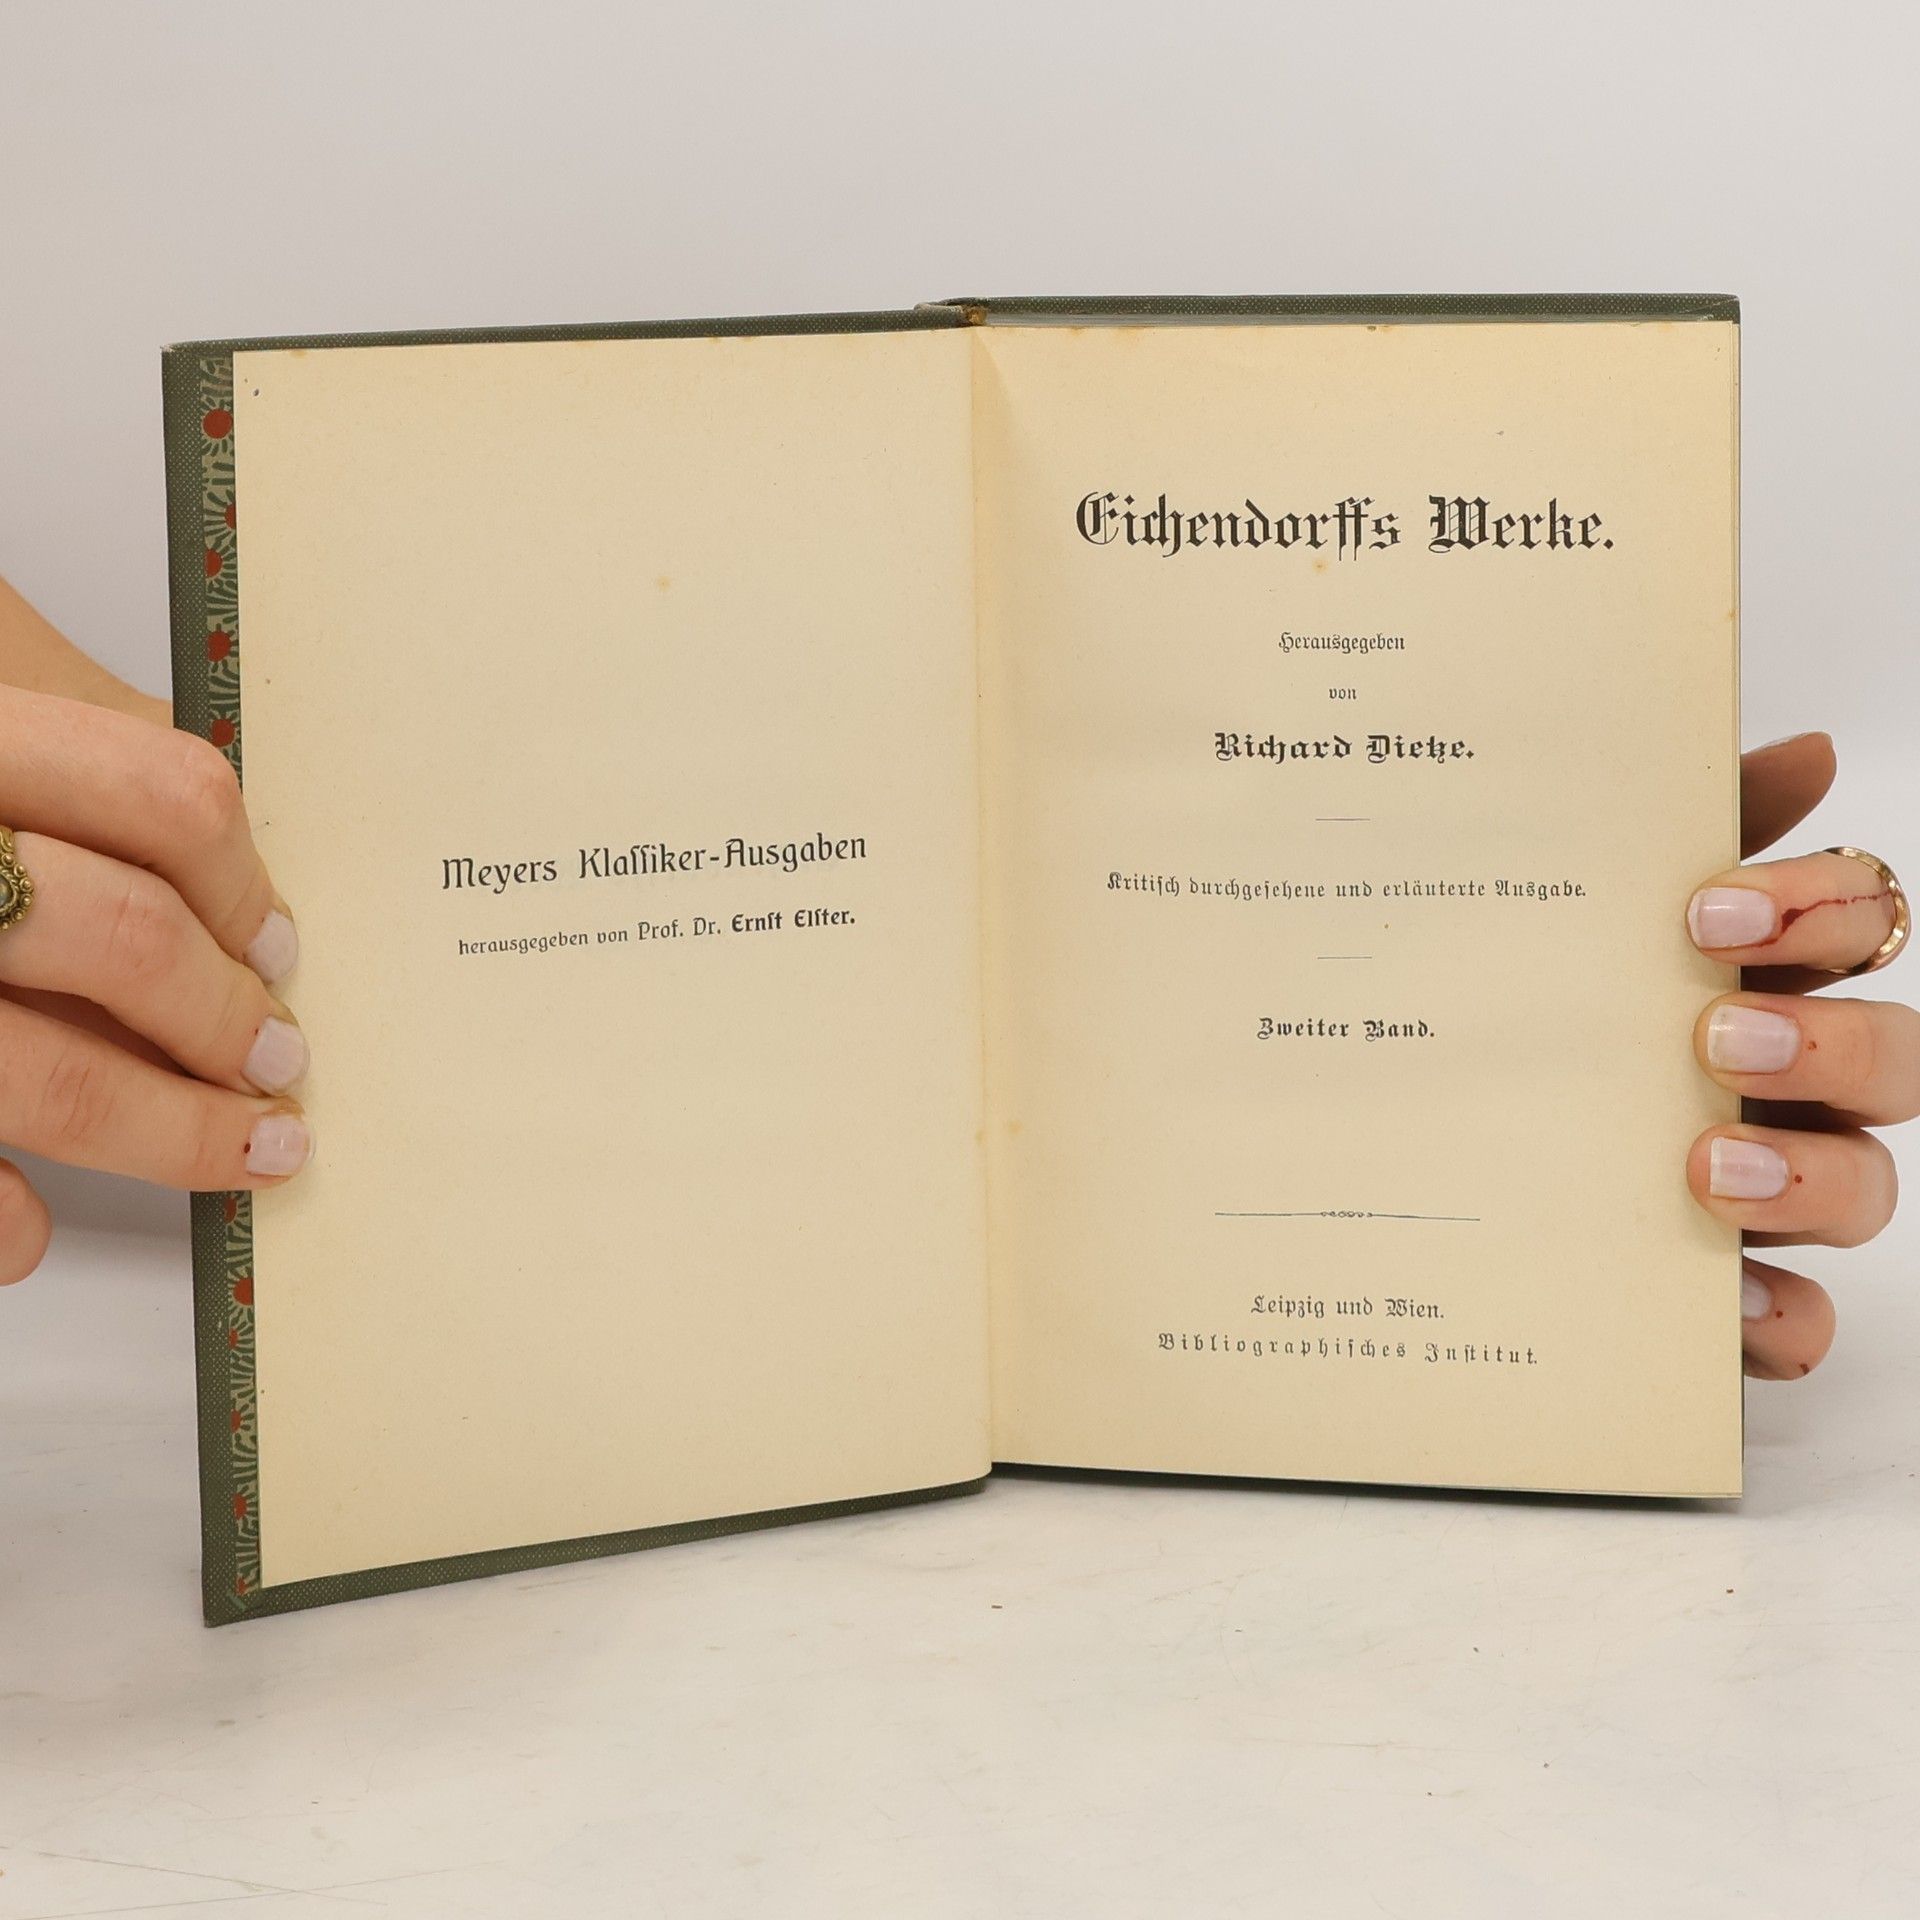 Meyers Klaſſiker-Ausgaben
herausgegeben von Prof. Dr. Ernſt Elſter.
Eichendorffs Werke.
Herausgegeben
von
Richard Dietze.
Kritiſch durchgeſehene und erläuterte Ausgabe.
Zweiter Band.
Leipzig und Wien.
Bibliographiſches Inſtitut.